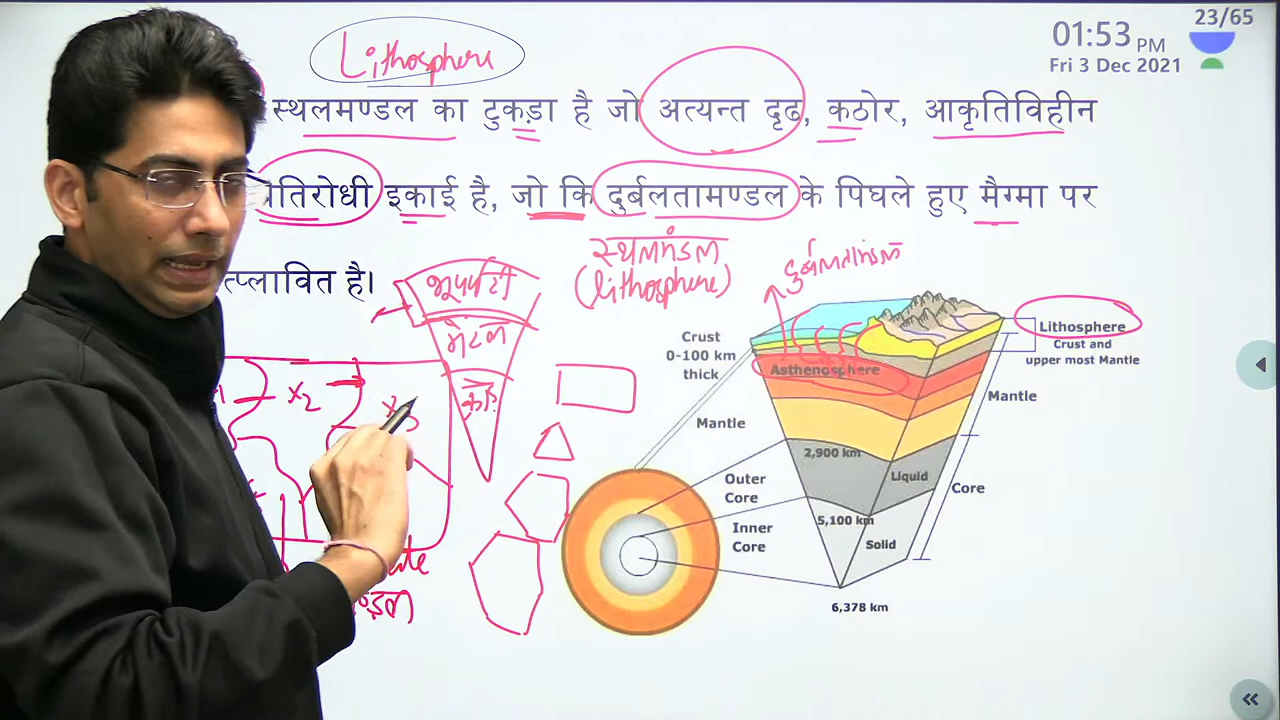 23/65
01:53 PM
Fri 3 Dec 2021
Lithosphere
स्थलमण्डल का टुकड़ा है जो अत्यन्त दृढ, कठोर, आकृतिविहीन
प्रतिरोधी इकाई है, जो कि दुर्बलतामण्डल के पिघले हुए मैग्मा पर
त्प्लावित है।
स्थलमंडल
(lithosphere)
दुर्बलतामंडल
भूपर्पटी
मेंटल
X2
Crust
0-100 km
thick
Asthenosphere
Lithosphere
Crust and
upper most Mantle
Mantle
Mantle
2,900 km
Liquid
Outer
Core
Core
5,100 km
Inner
Core
Solid
6,378 km